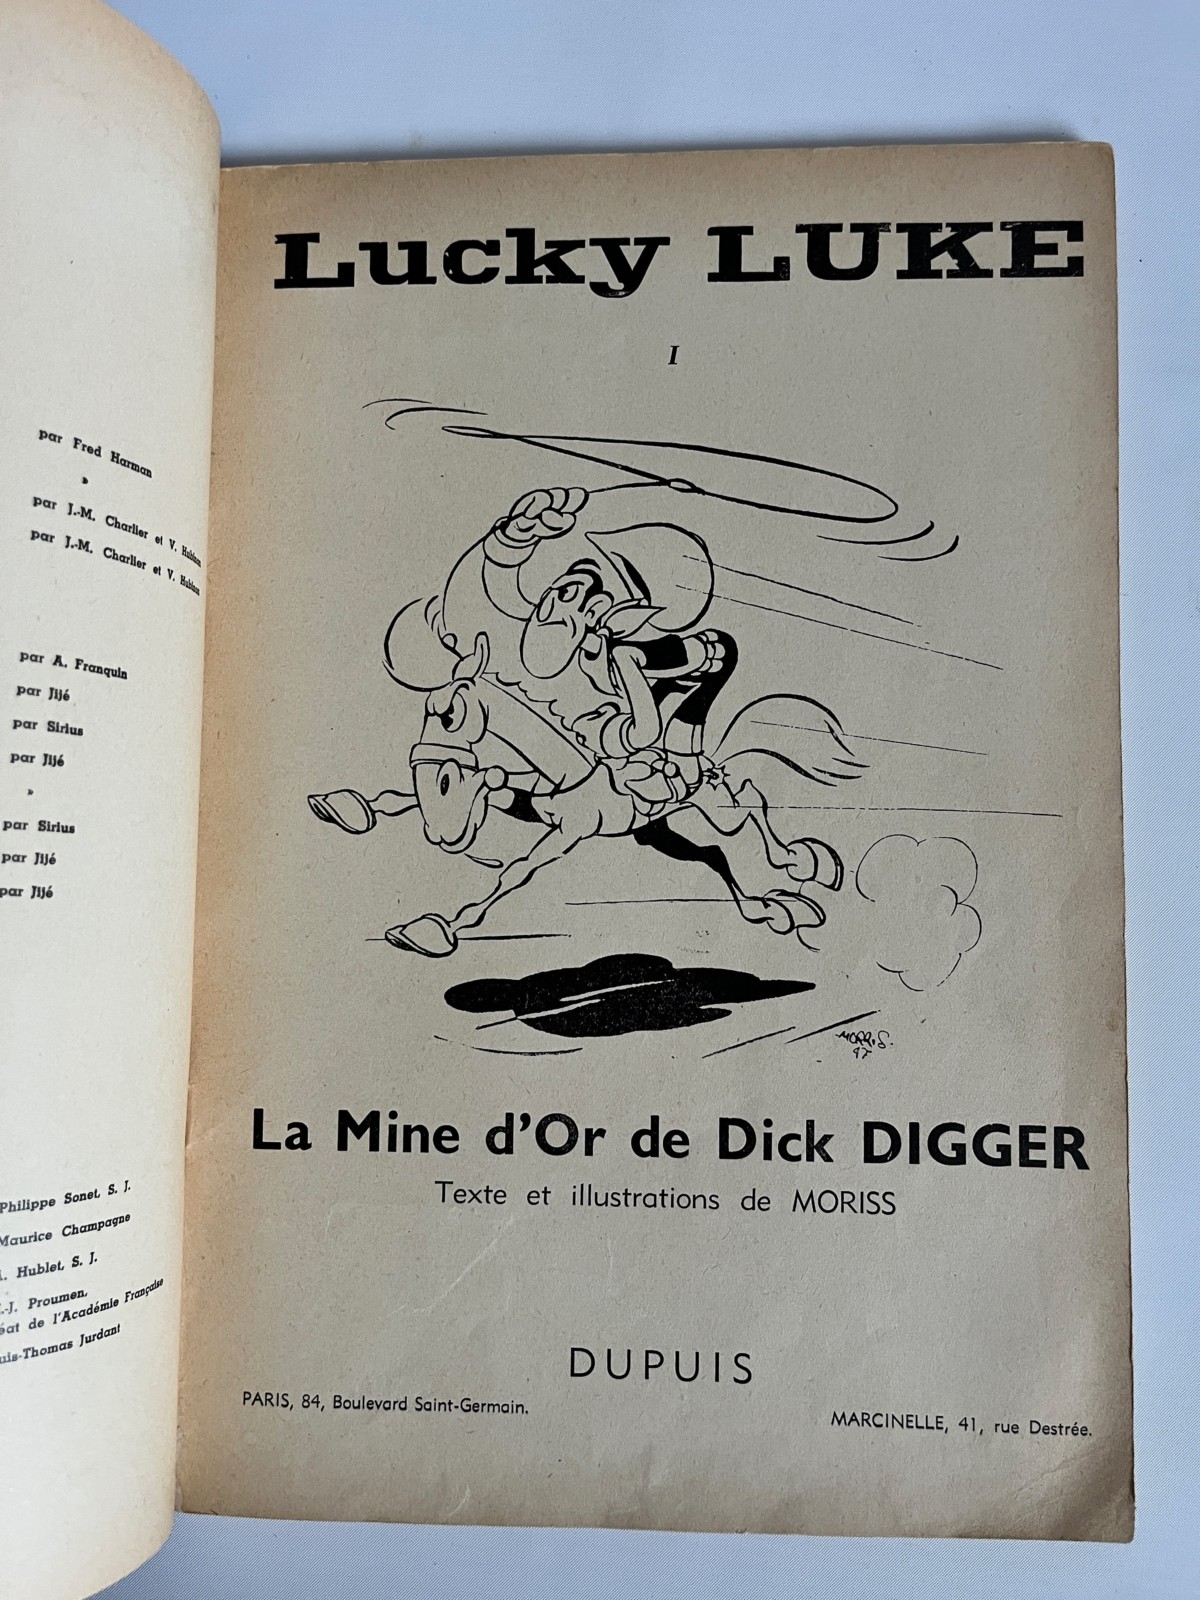 par Fred Harman
»
par J.-M. Charlier et V. Hubinon
par J.-M. Charlier et V. Hubinon
par A. Franquin
par Jijé
par Sirius
par Jijé
»
par Sirius
par Jijé
par Jijé
Philippe Sonet, S. J.
Maurice Champagne
. Hublet, S. J.
.-J. Proumen,
éat de l'Académie Française
uis-Thomas Jurdant
Lucky LUKE
I
MORRIS.
47
La Mine d'Or de Dick DIGGER
Texte et illustrations de MORISS
DUPUIS
PARIS, 84, Boulevard Saint-Germain.
MARCINELLE, 41, rue Destrée.